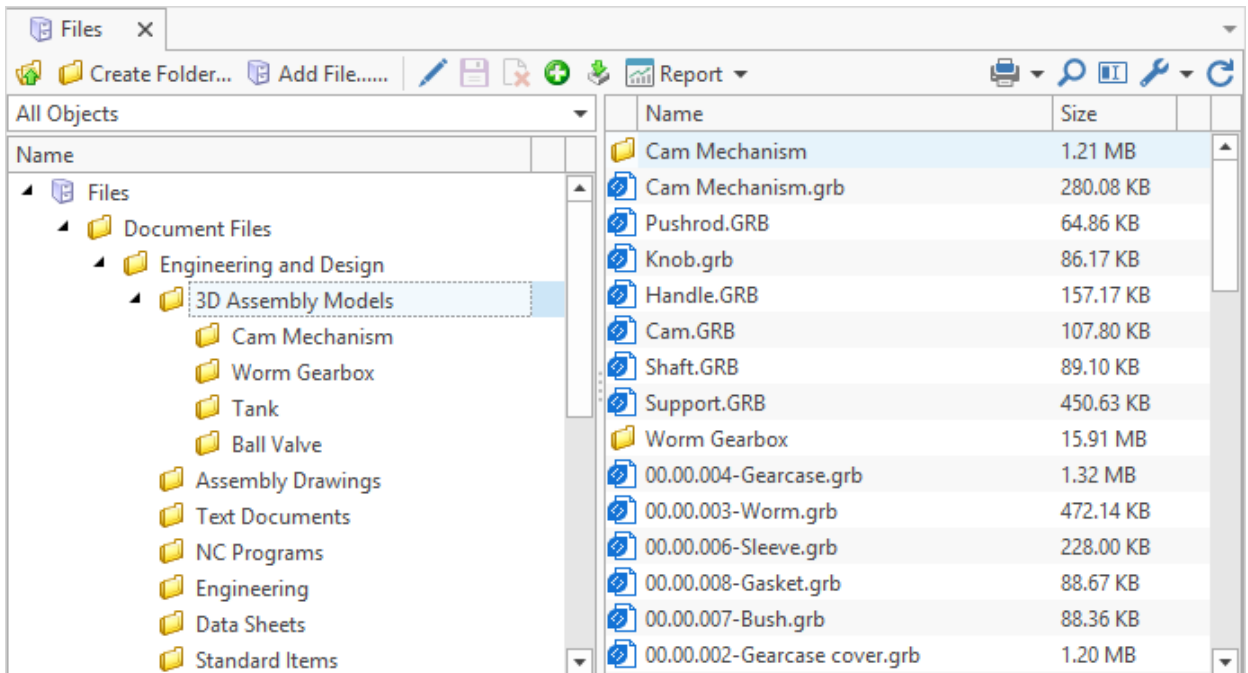 Files
Create Folder... Add File...... Report
All Objects
Name
Files
Document Files
Engineering and Design
3D Assembly Models
Cam Mechanism
Worm Gearbox
Tank
Ball Valve
Assembly Drawings
Text Documents
NC Programs
Engineering
Data Sheets
Standard Items
Name Size
Cam Mechanism 1.21 MB
Cam Mechanism.grb 280.08 KB
Pushrod.GRB 64.86 KB
Knob.grb 86.17 KB
Handle.GRB 157.17 KB
Cam.GRB 107.80 KB
Shaft.GRB 89.10 KB
Support.GRB 450.63 KB
Worm Gearbox 15.91 MB
00.00.004-Gearcase.grb 1.32 MB
00.00.003-Worm.grb 472.14 KB
00.00.006-Sleeve.grb 228.00 KB
00.00.008-Gasket.grb 88.67 KB
00.00.007-Bush.grb 88.36 KB
00.00.002-Gearcase cover.grb 1.20 MB